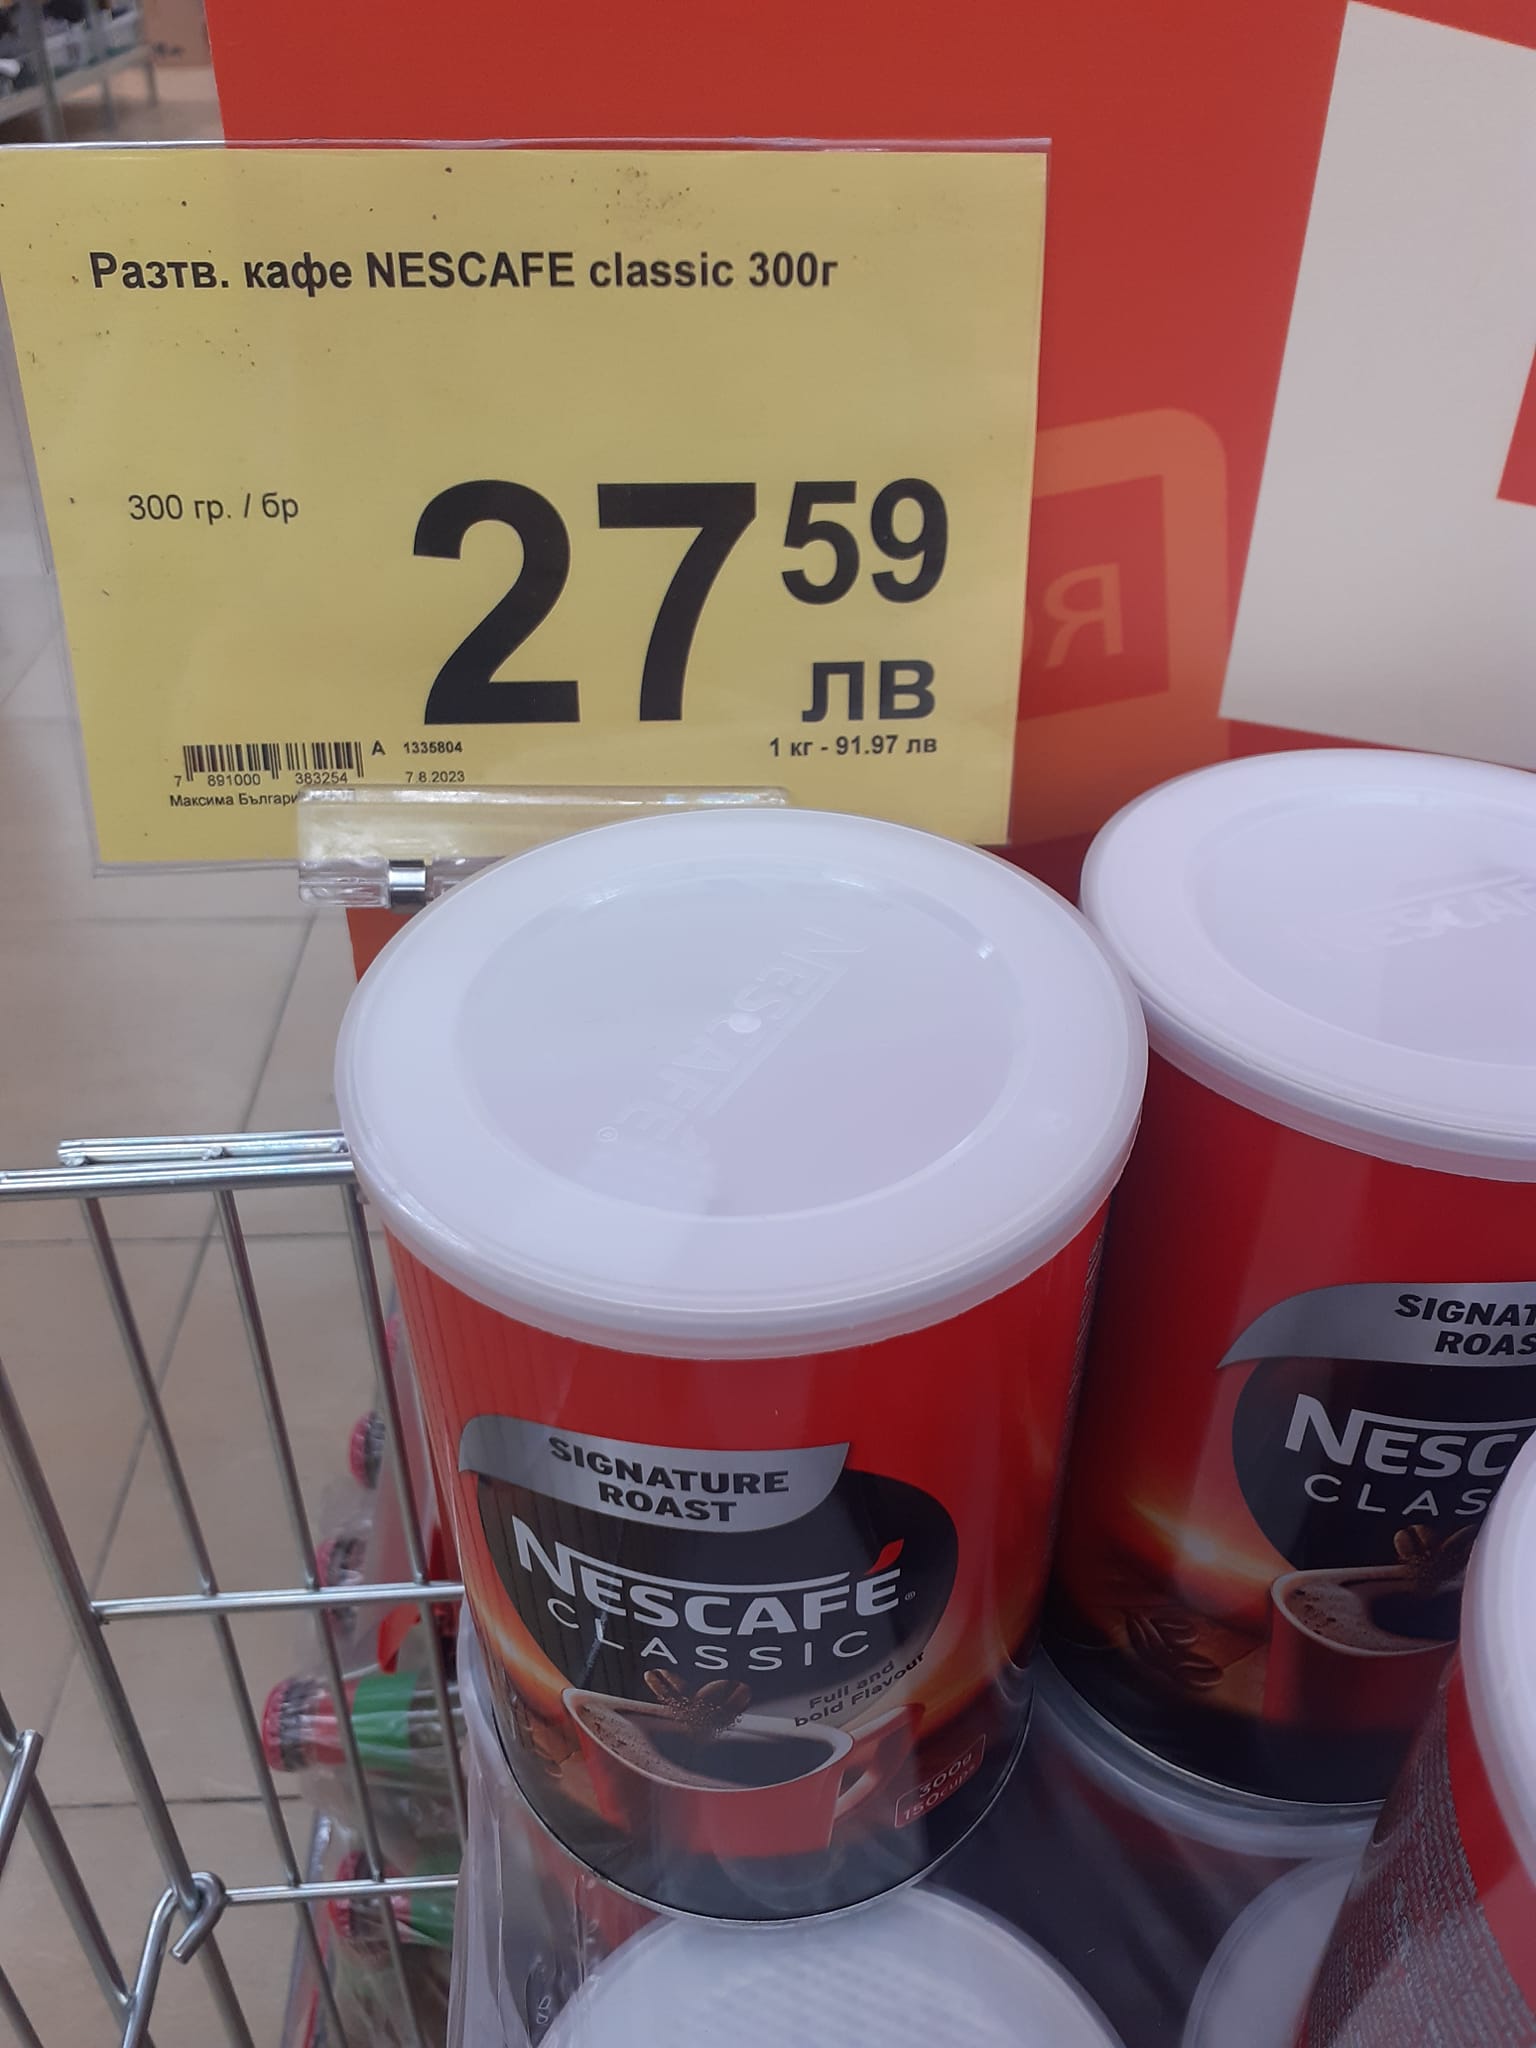 Разтв. кафе NESCAFE classic 300г
300 гр. / бр
27 59
лв
1 кг - 91.97 лв
A 1335804
7 891000 383254
7.8.2023
Максима Българи
NESCAFÉ®
NESCAFÉ
SIGNATURE
ROAST
NESCAFÉ®
CLASSIC
Full and
bold Flavour
300g
150cups
SIGNAT
ROAS
NESC
CLAS